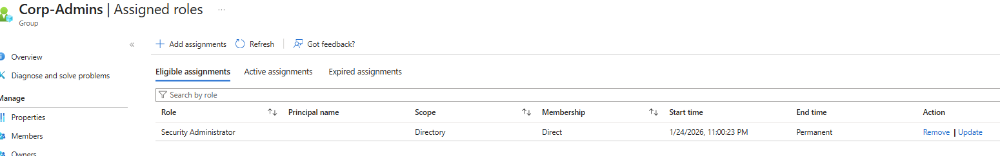 Corp-Admins | Assigned roles ...
Group
«
Add assignments Refresh | Got feedback?
Overview
Diagnose and solve problems
Manage
Properties
Members
Owners
Eligible assignments Active assignments Expired assignments
Search by role
Role Principal name Scope Membership Start time End time Action
Security Administrator Directory Direct 1/24/2026, 11:00:23 PM Permanent Remove | Update